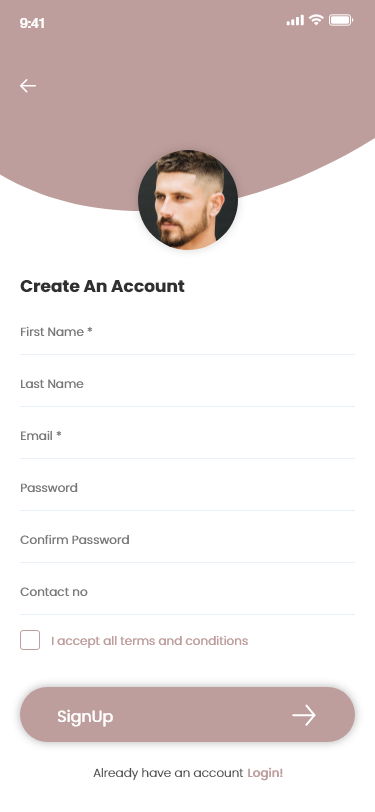 9:41
Create An Account
First Name *
Last Name
Email *
Password
Confirm Password
Contact no
I accept all terms and conditions
SignUp
Already have an account Login!